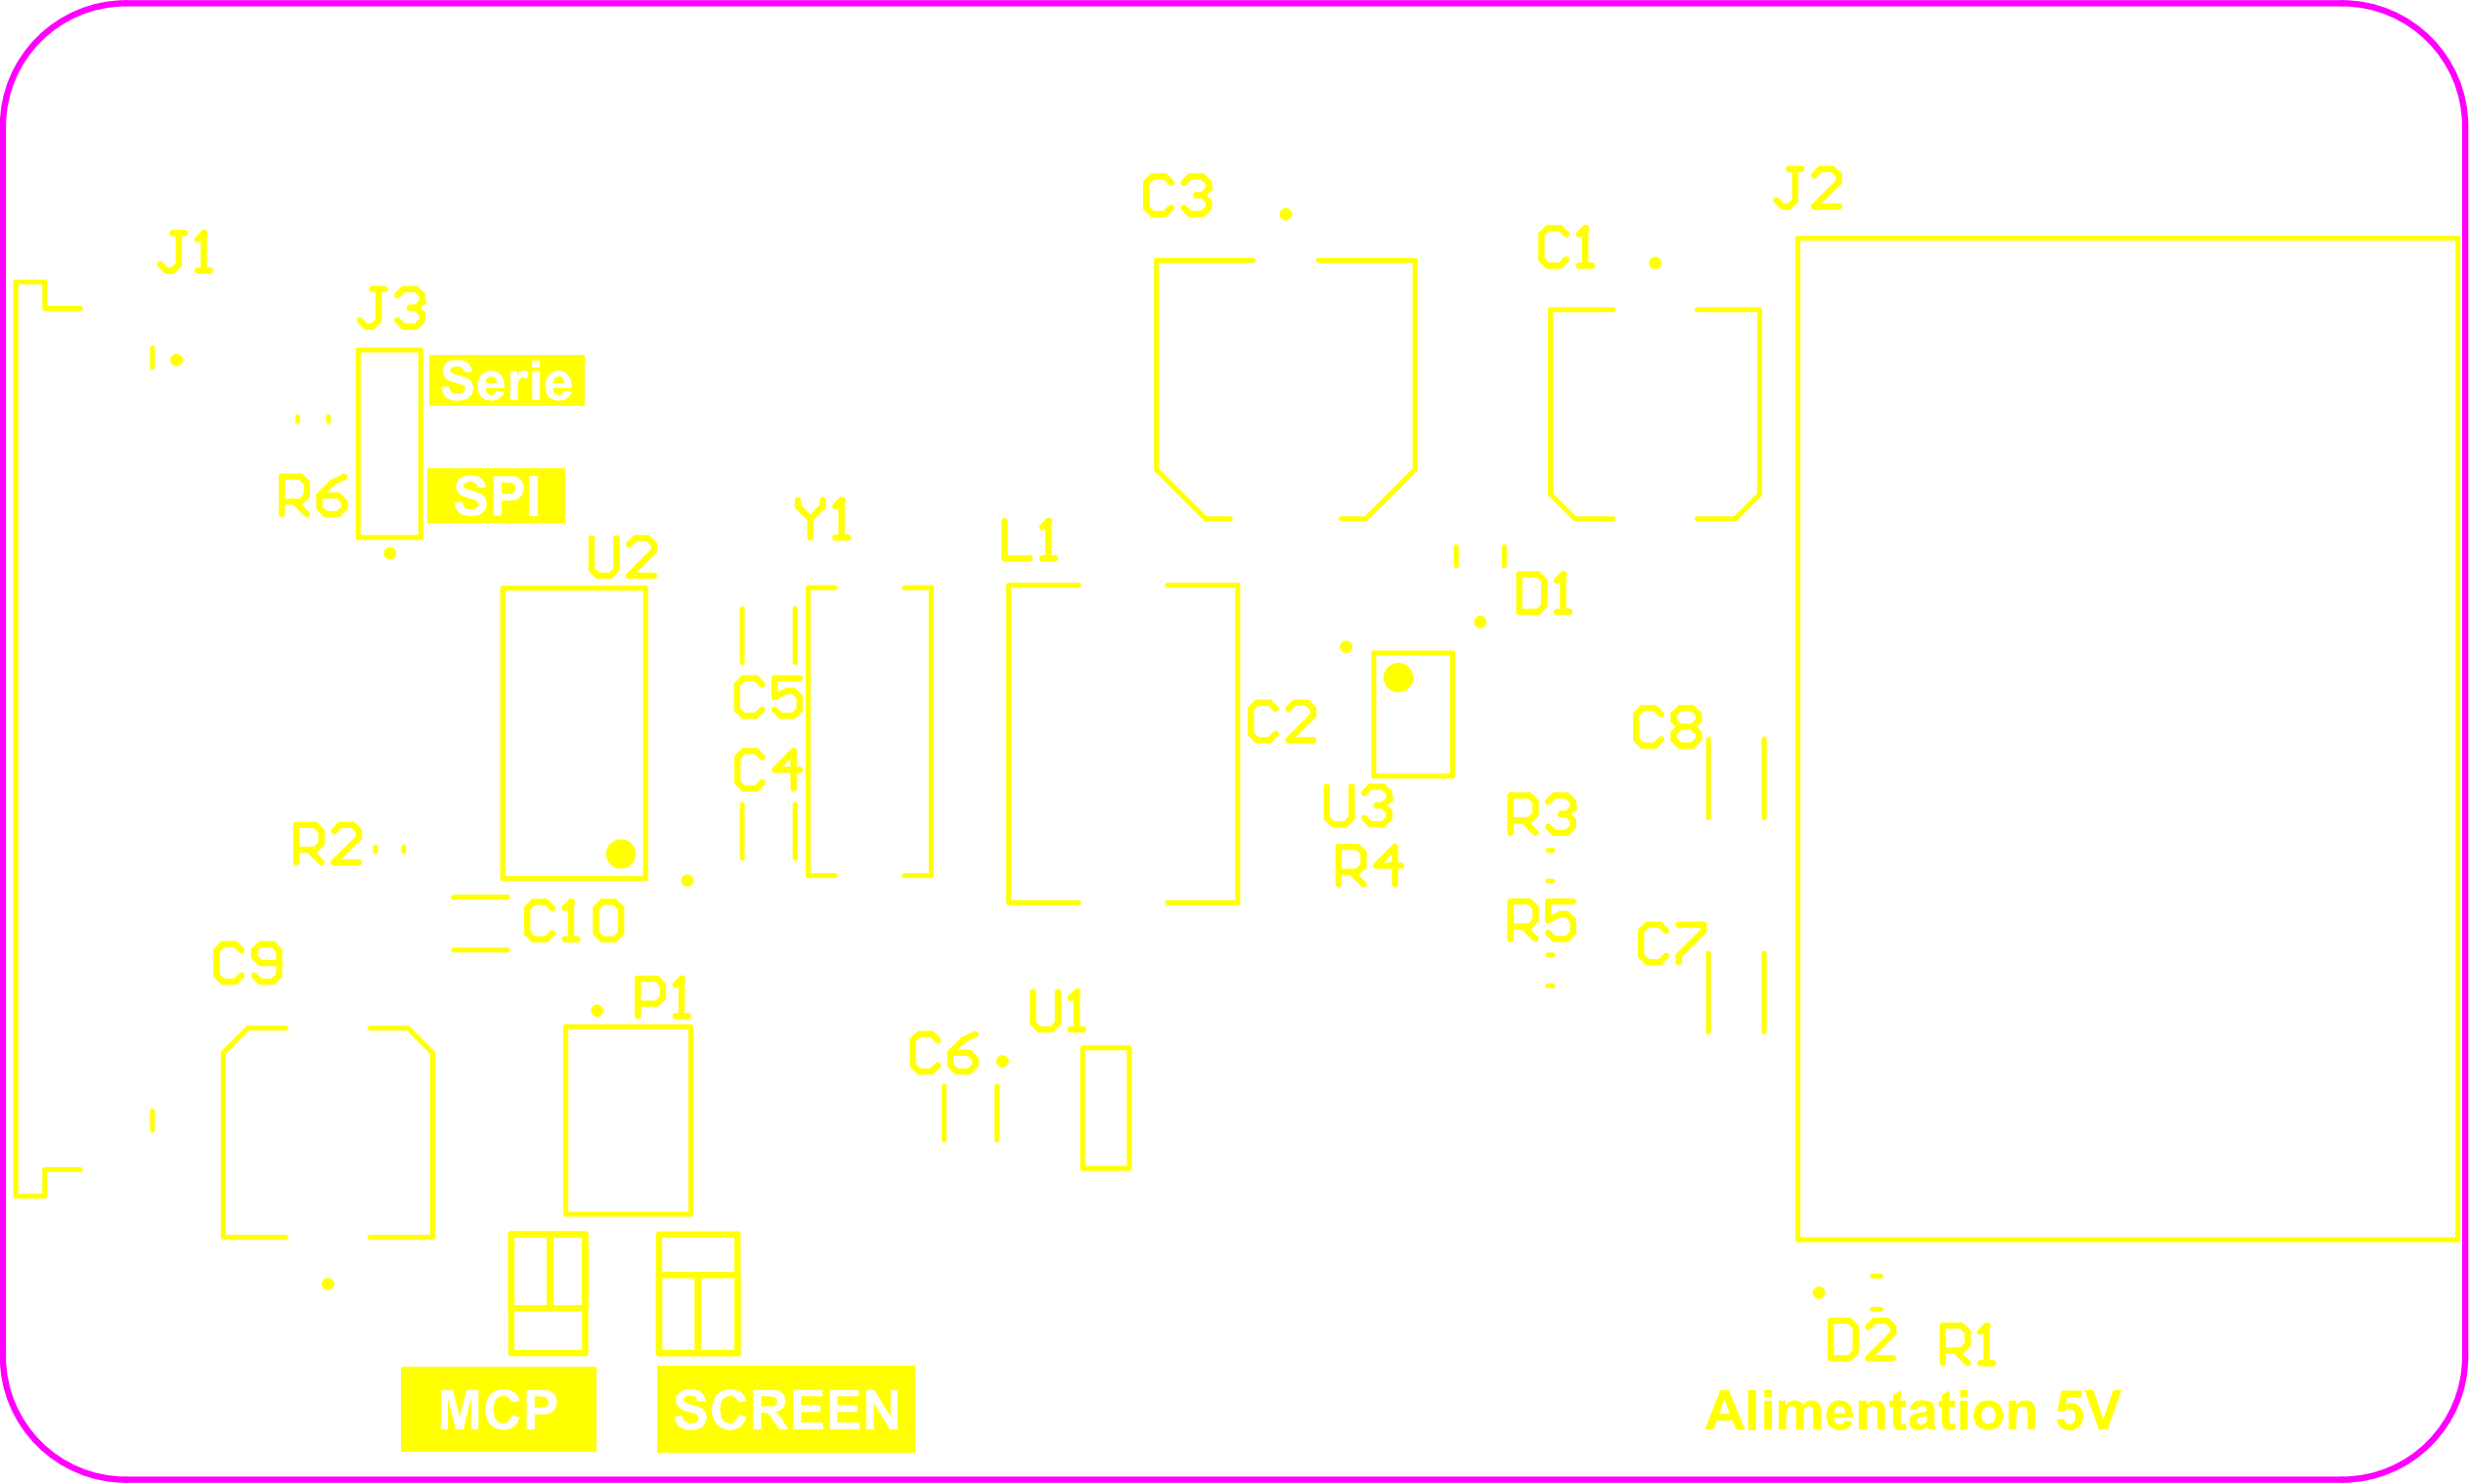 J2
C3
C1
J1
J3
Serie
SPI
R6
Y1
L1
U2
D1
C5
C2
C8
C4
U3
R3
R2
R4
C10
R5
C7
C9
P1
U1
C6
D2
R1
MCP
SCREEN
Alimentation 5V